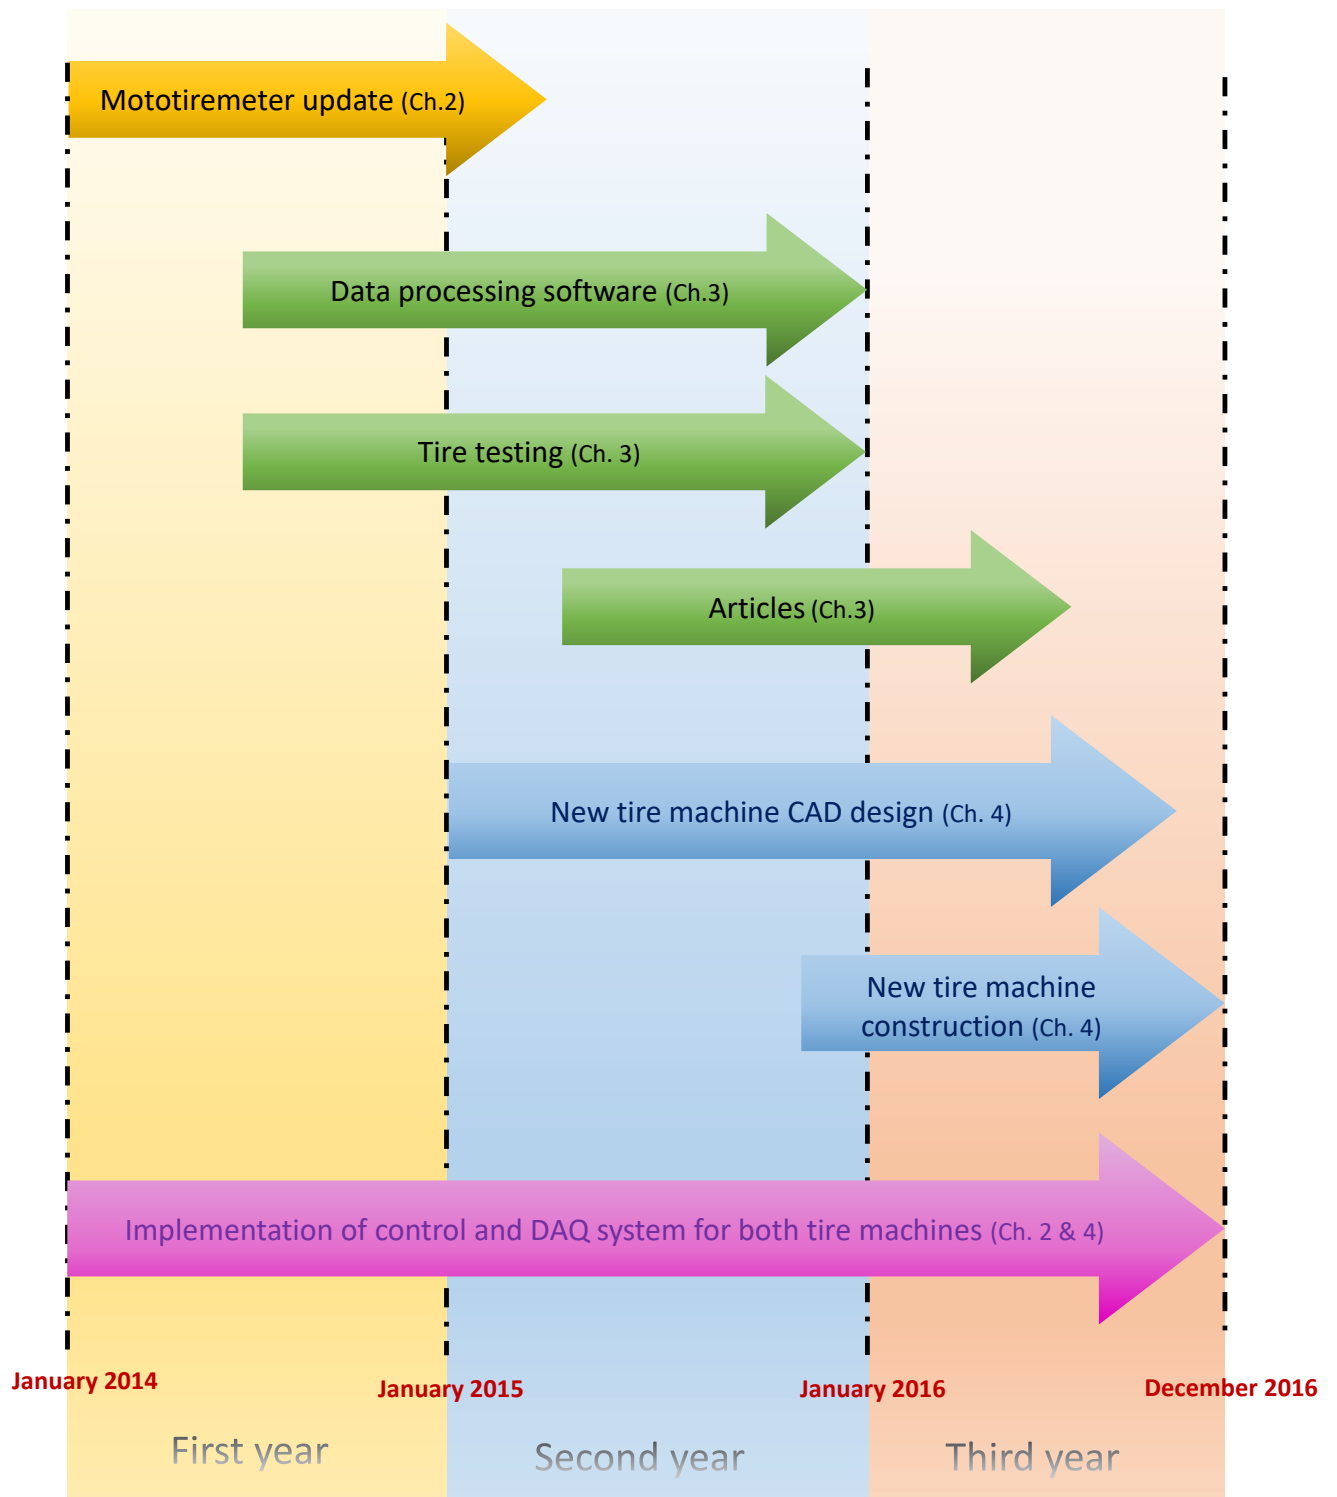 Mototiremeter update (Ch.2)
Data processing software (Ch.3)
Tire testing (Ch. 3)
Articles (Ch.3)
New tire machine CAD design (Ch. 4)
New tire machine
construction (Ch. 4)
Implementation of control and DAQ system for both tire machines (Ch. 2 & 4)
January 2014
January 2015
January 2016
December 2016
First year
Second year
Third year